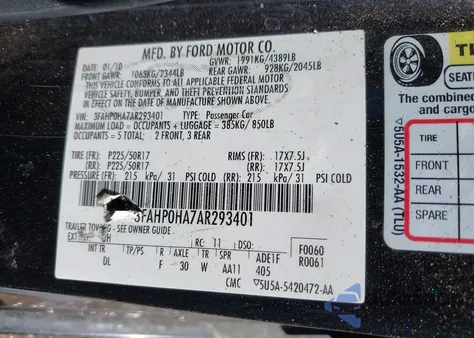 MFD. BY FORD MOTOR CO.
DATE: 01/10
GVWR: 1991KG/4389LB
FRONT GAWR: 1063KG/2344LB
REAR GAWR: 928KG/2045LB
THIS VEHICLE CONFORMS TO ALL APPLICABLE FEDERAL MOTOR
VEHICLE SAFETY, BUMPER, AND THEFT PREVENTION STANDARDS
IN EFFECT ON THE DATE OF MANUFACTURE SHOWN ABOVE.
VIN: 3FAHP0HA7AR293401
TYPE: Passenger Car
MAXIMUM LOAD = OCCUPANTS + LUGGAGE = 385KG/ 850LB
OCCUPANTS = 5 TOTAL: 2 FRONT, 3 REAR
TIRE (FR): P225/50R17 RIMS (FR): 17X7.5J
(R): P225/50R17 (R): 17X7.5J
PRESSURE (FR): 215 kPa/ 31 PSI COLD (R): 215 kPa/ 31 PSI COLD
3FAHP0HA7AR293401
TRAILER TOWING - SEE OWNER GUIDE
EXT UH RC: 11 DSO: F0060
INT TR TP/PS R AXLE TR SPR ADE1F R0061
DL F 30 W AA11 405
CMC ▽5U5A-5420472-AA
TI
SEAT
The combined
and cargo
TIRE
FRONT
REAR
SPARE
▽5U5A-1532-AA (TLU)